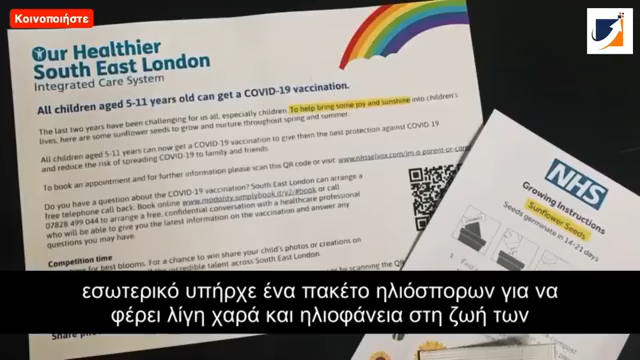 Κοινοποιήστε
Our Healthier
South East London
Integrated Care System
All children aged 5-11 years old can get a COVID-19 vaccination.
The last two years have been challenging for us all, especially children. To help bring some joy and sunshine into children's
lives, here are some sunflower seeds to grow and nurture throughout spring and summer.
All children aged 5-11 years can now get a COVID-19 vaccination to give them the best protection against COVID-19
and reduce the risk of spreading COVID-19 to family and friends.
To book an appointment and for further information please scan this QR code or visit
Do you have a question about the COVID-19 vaccination? South East London can arrange a
free telephone call back. Book online www.modality.simplybook.it/v2/#book or call
07828 499 044 to arrange a free, confidential conversation with a healthcare professional
who will be able to give you the latest information on the vaccination and answer any
questions you may have.
Competition time
for best blooms. For a chance to win share your child's photos or creations on
incredible talent across South East London
scanning the QR
Share
NHS
Growing Instructions
Sunflower Seeds
Seeds germinate in 14-21 days
εσωτερικό υπήρχε ένα πακέτο ηλιόσπορων για να
φέρει λίγη χαρά και ηλιοφάνεια στη ζωή των